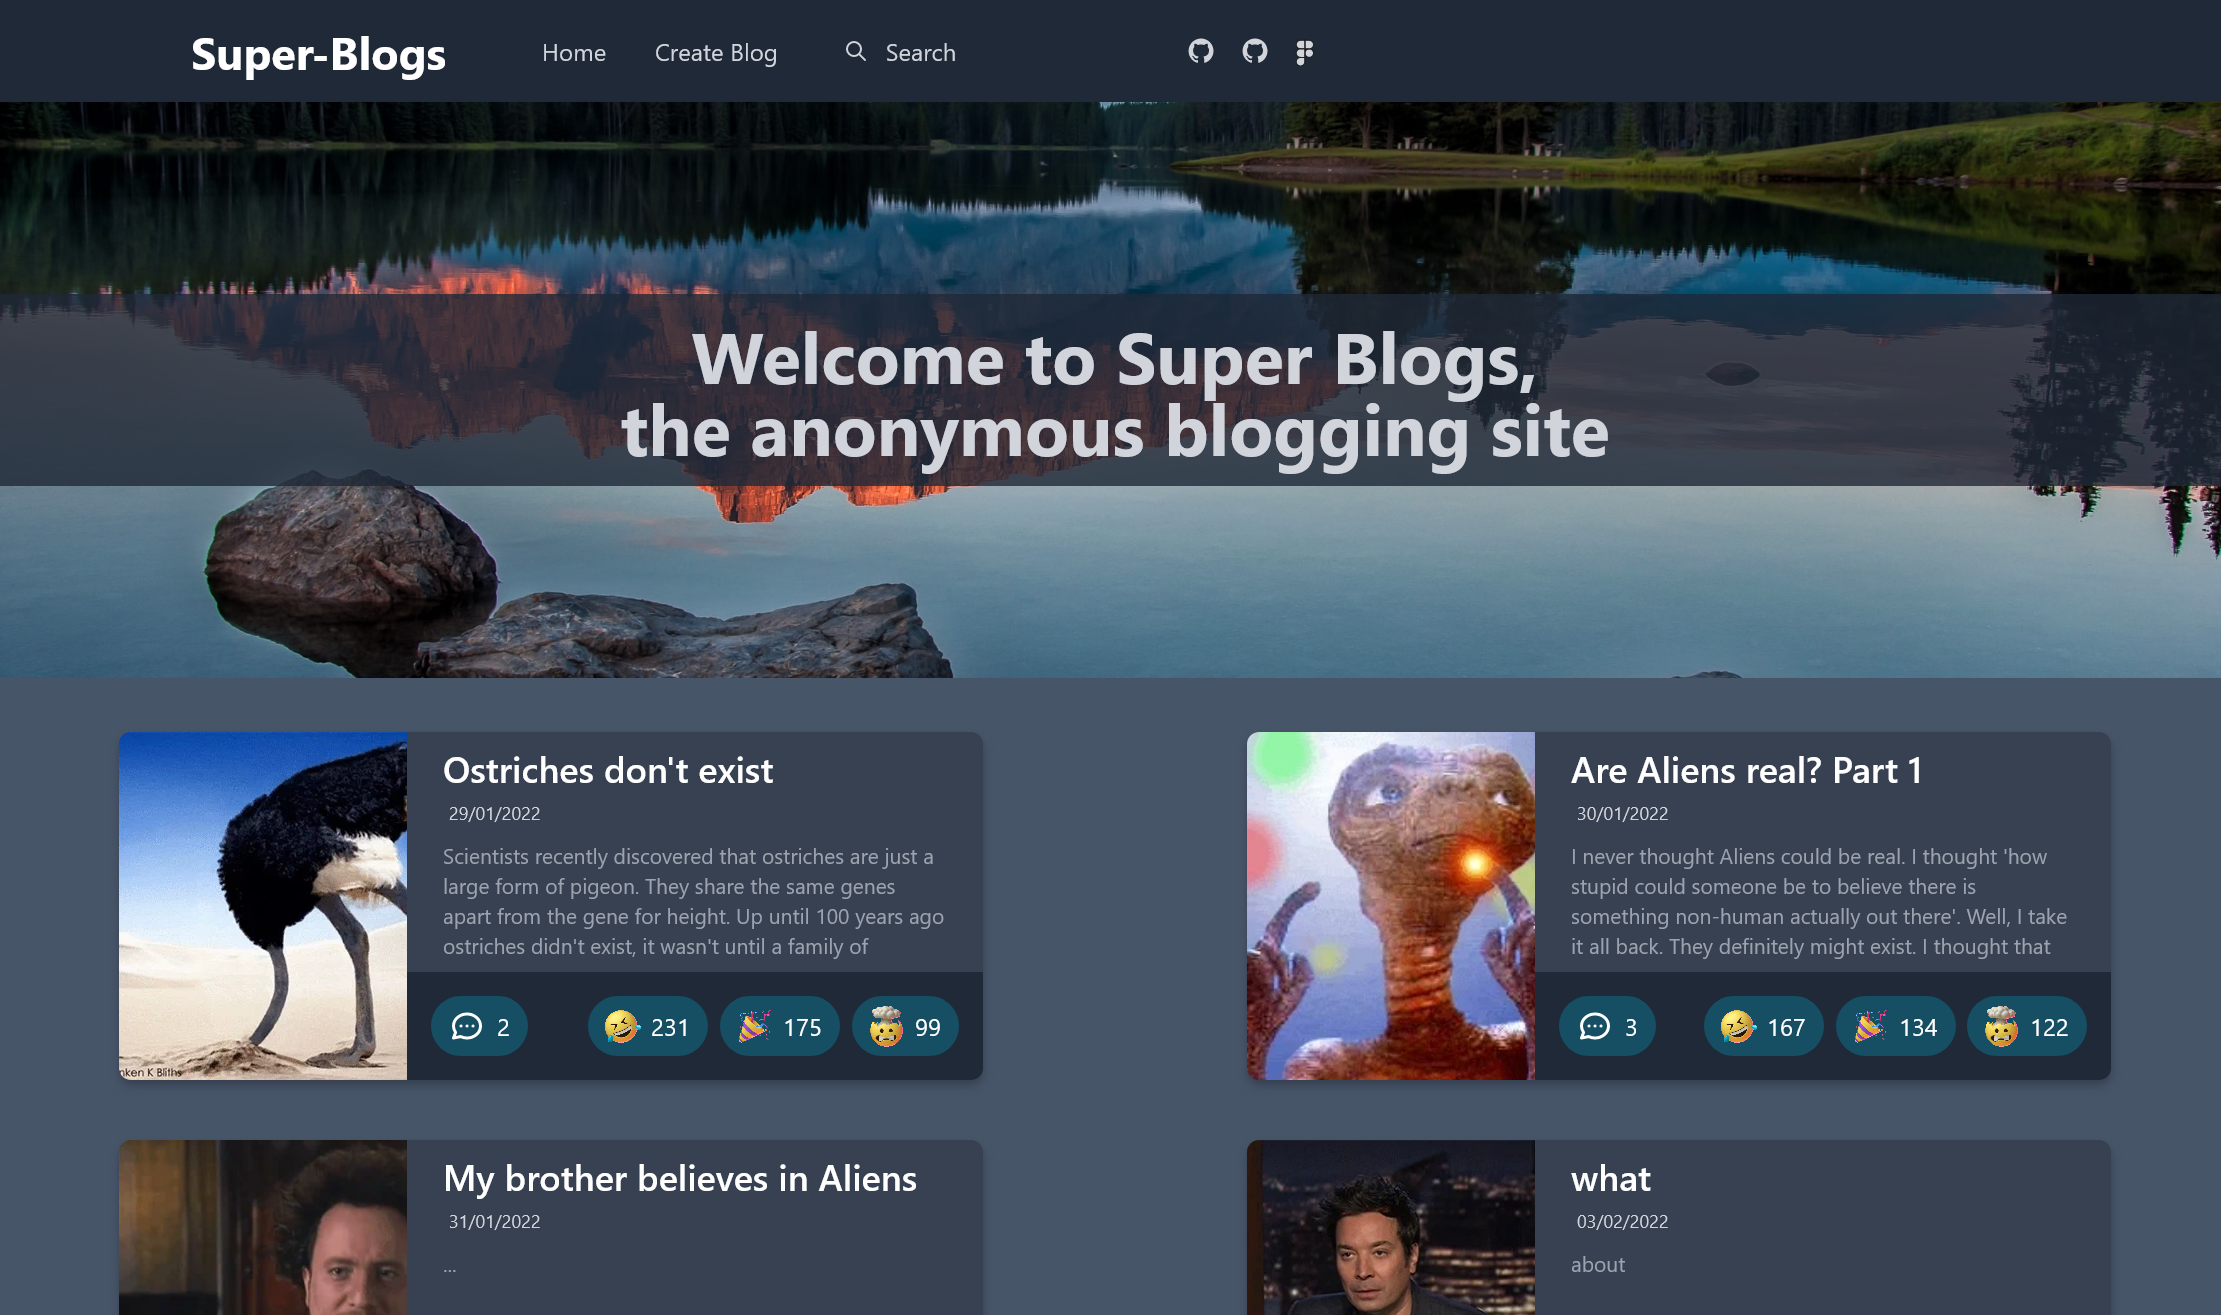 Super-Blogs
Home
Create Blog
Search
Welcome to Super Blogs,
the anonymous blogging site
Ostriches don't exist
29/01/2022
Scientists recently discovered that ostriches are just a
large form of pigeon. They share the same genes
apart from the gene for height. Up until 100 years ago
ostriches didn't exist, it wasn't until a family of
2
231
175
99
Are Aliens real? Part 1
30/01/2022
I never thought Aliens could be real. I thought 'how
stupid could someone be to believe there is
something non-human actually out there'. Well, I take
it all back. They definitely might exist. I thought that
3
167
134
122
My brother believes in Aliens
31/01/2022
...
what
03/02/2022
about